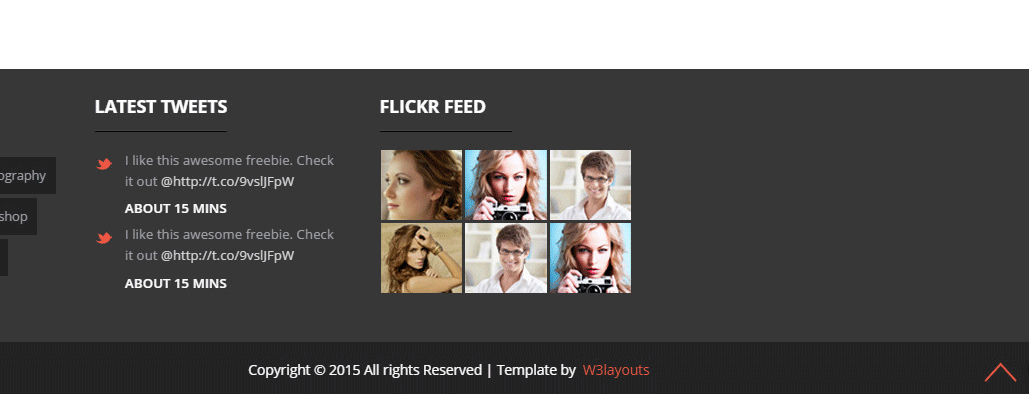 LATEST TWEETS
I like this awesome freebie. Check
it out @http://t.co/9vslJFpW
ABOUT 15 MINS
I like this awesome freebie. Check
it out @http://t.co/9vslJFpW
ABOUT 15 MINS
FLICKR FEED
ography
shop
Copyright © 2015 All rights Reserved | Template by W3layouts